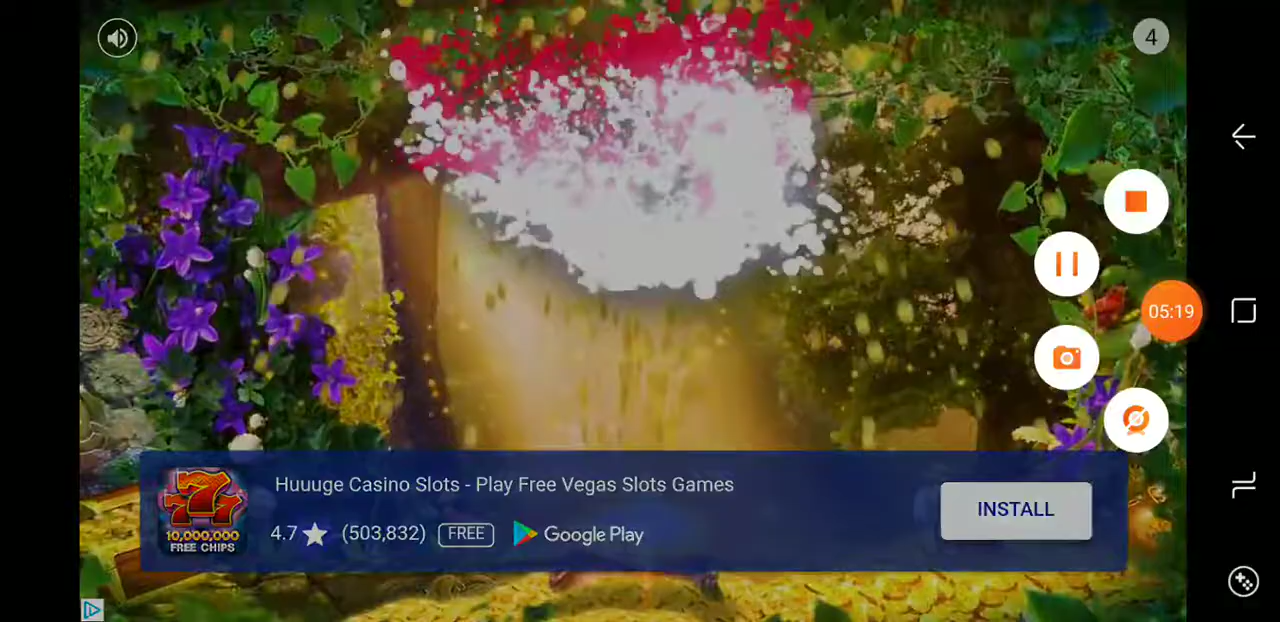 4
05:19
Huuuge Casino Slots - Play Free Vegas Slots Games
4.7 (503,832) FREE Google Play
INSTALL
777
10,000,000
FREE CHIPS